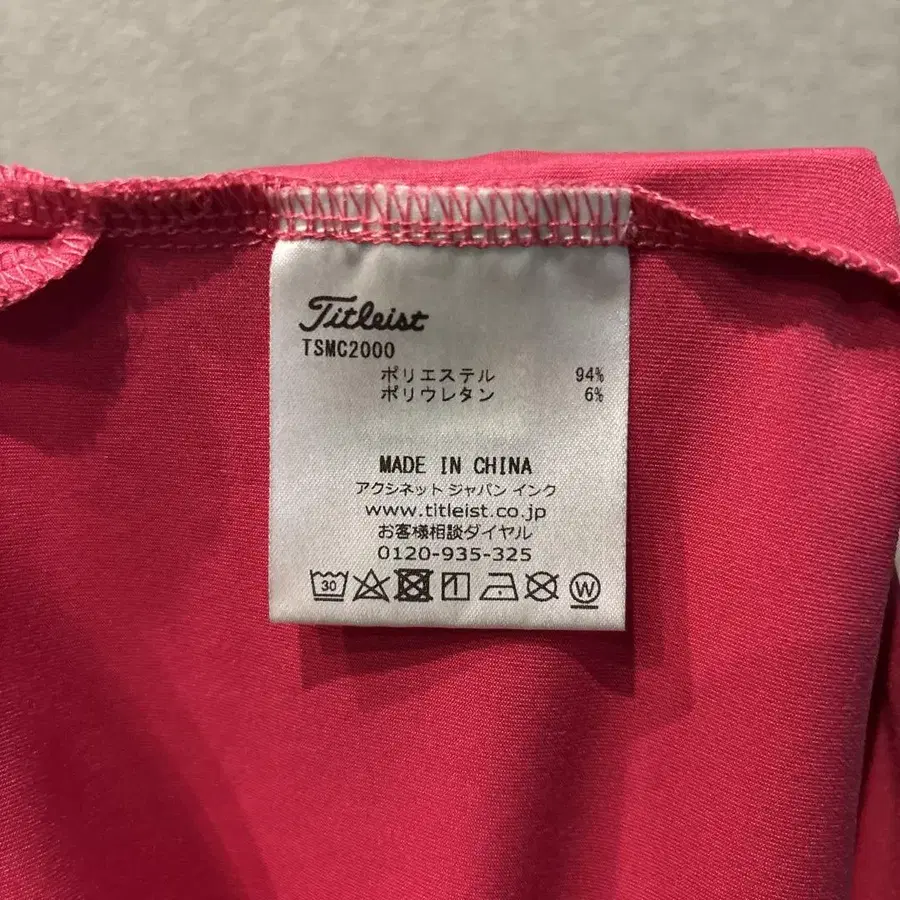 Titleist
TSMC2000
ポリエステル 94%
ポリウレタン 6%
MADE IN CHINA
アクシネット ジャパン インク
www.titleist.co.jp
お客様相談ダイヤル
0120-935-325
30 W